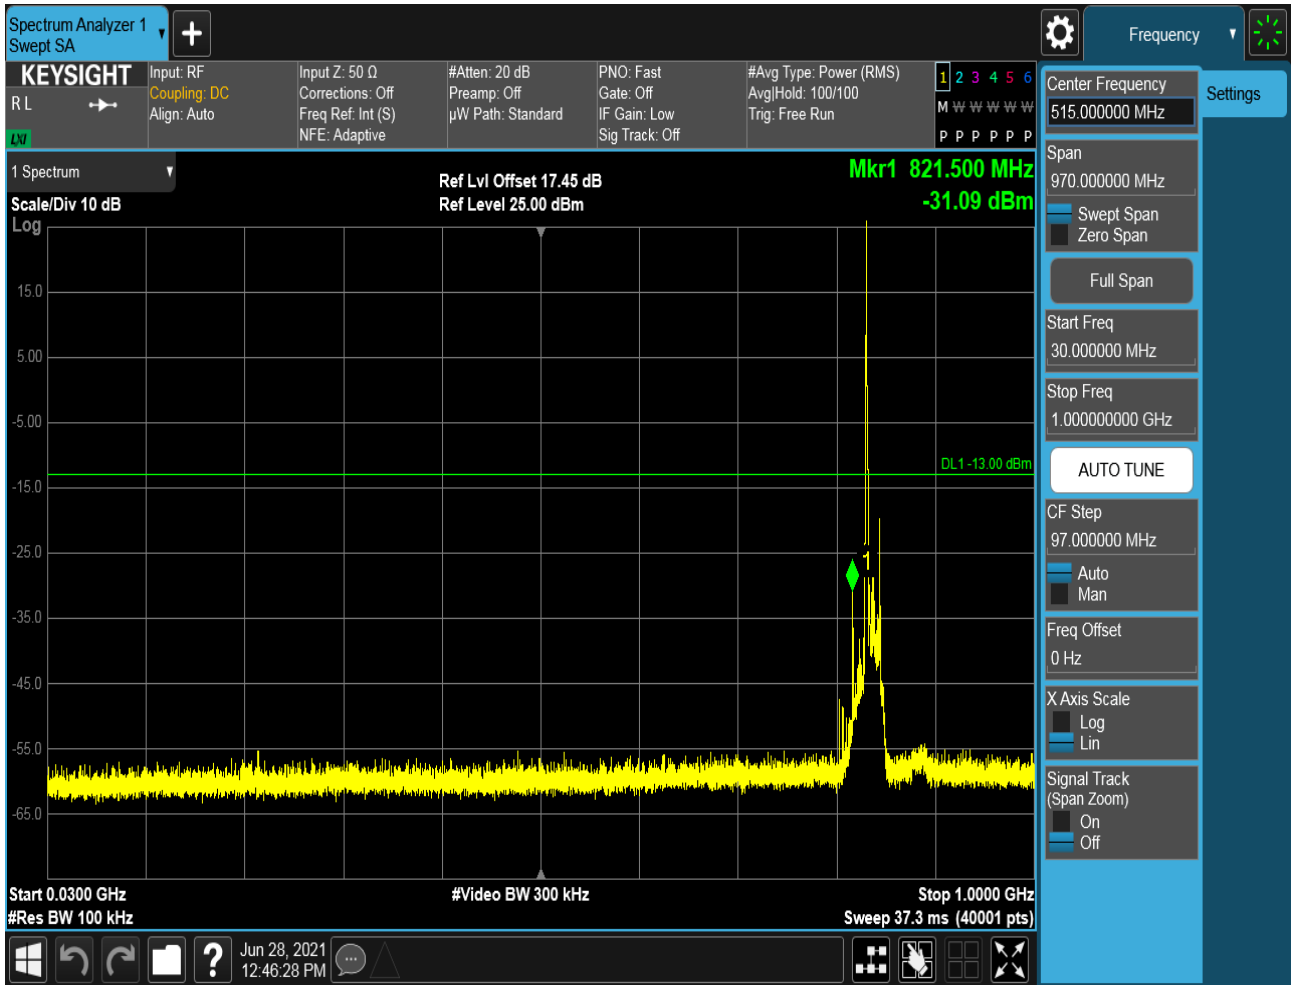 Spectrum Analyzer 1
Swept SA
Frequency
KEYSIGHT
R L
LXI
Input: RF
Coupling: DC
Align: Auto
Input Z: 50 Ω
Corrections: Off
Freq Ref: Int (S)
NFE: Adaptive
#Atten: 20 dB
Preamp: Off
µW Path: Standard
PNO: Fast
Gate: Off
IF Gain: Low
Sig Track: Off
#Avg Type: Power (RMS)
Avg|Hold: 100/100
Trig: Free Run
1 2 3 4 5 6
M W W W W W
P P P P P P
1 Spectrum
Scale/Div 10 dB
Log
Ref Lvl Offset 17.45 dB
Ref Level 25.00 dBm
Mkr1 821.500 MHz
-31.09 dBm
15.0
5.00
-5.00
-15.0
-25.0
-35.0
-45.0
-55.0
-65.0
DL1 -13.00 dBm
Start 0.0300 GHz
#Res BW 100 kHz
#Video BW 300 kHz
Stop 1.0000 GHz
Sweep 37.3 ms (40001 pts)
Center Frequency
515.000000 MHz
Settings
Span
970.000000 MHz
Swept Span
Zero Span
Full Span
Start Freq
30.000000 MHz
Stop Freq
1.000000000 GHz
AUTO TUNE
CF Step
97.000000 MHz
Auto
Man
Freq Offset
0 Hz
X Axis Scale
Log
Lin
Signal Track
(Span Zoom)
On
Off
?
Jun 28, 2021
12:46:28 PM